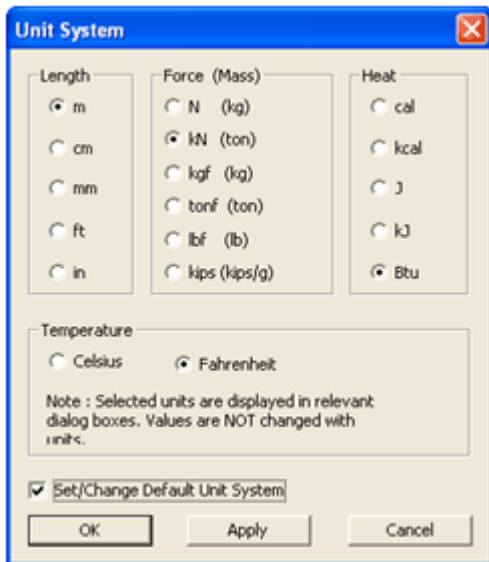 Unit System
Length
m
cm
mm
ft
in
Force (Mass)
N (kg)
kN (ton)
kgf (kg)
tonf (ton)
lbf (lb)
kips (kips/g)
Heat
cal
kcal
J
kJ
Btu
Temperature
Celsius Fahrenheit
Note : Selected units are displayed in relevant
dialog boxes. Values are NOT changed with
units.
Set/Change Default Unit System
OK Apply Cancel